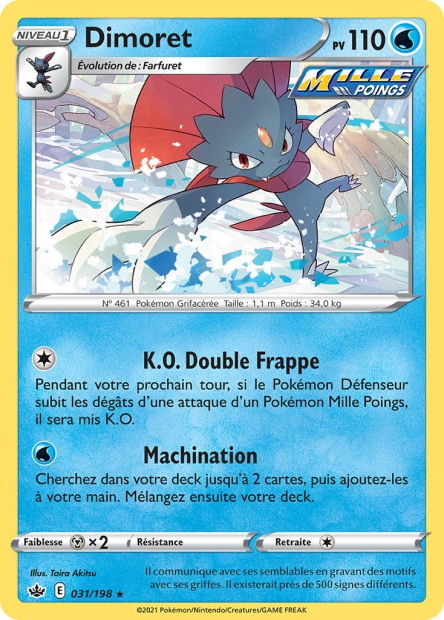 NIVEAU 1
Dimoret
PV 110
Évolution de : Farfuret
MILLE
POINGS
N° 461 Pokémon Grifacérée Taille : 1,1 m Poids : 34,0 kg
K.O. Double Frappe
Pendant votre prochain tour, si le Pokémon Défenseur
subit les dégâts d’une attaque d’un Pokémon Mille Poings,
il sera mis K.O.
Machination
Cherchez dans votre deck jusqu’à 2 cartes, puis ajoutez-les
à votre main. Mélangez ensuite votre deck.
Faiblesse ×2 Résistance Retraite
Illus. Taira Akitsu
E 031/198 ★
Il communique avec ses semblables en gravant des motifs
avec ses griffes. Il existerait près de 500 signes différents.
©2021 Pokémon/Nintendo/Creatures/GAME FREAK